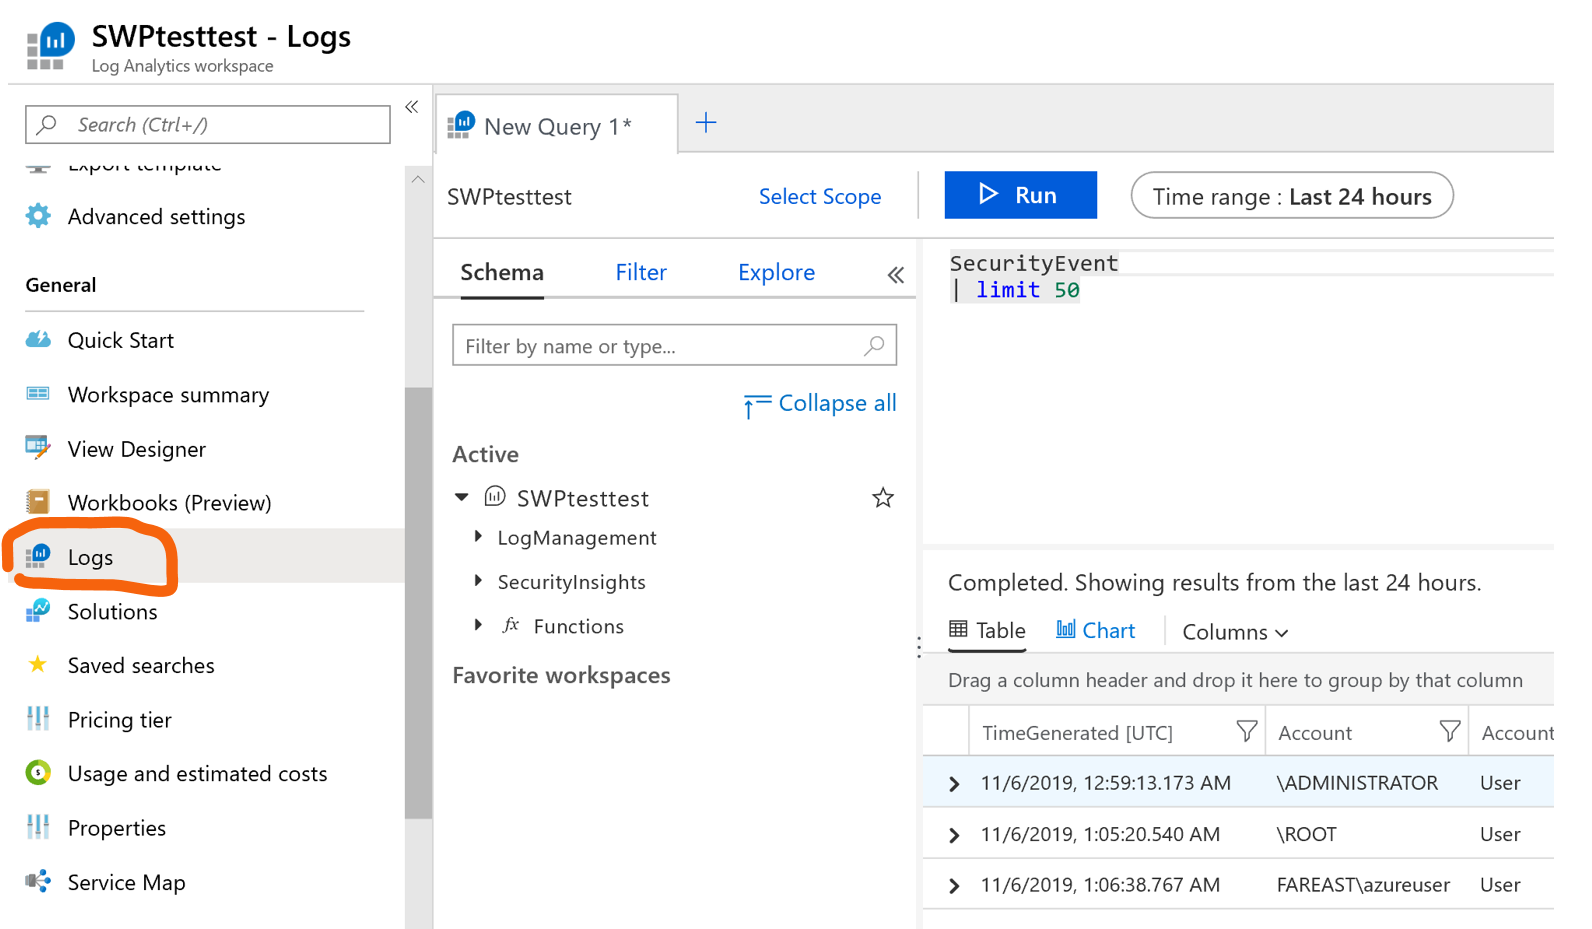 SWPtesttest - Logs
Log Analytics workspace
Search (Ctrl+/)
Export template
Advanced settings
General
Quick Start
Workspace summary
View Designer
Workbooks (Preview)
Logs
Solutions
Saved searches
Pricing tier
Usage and estimated costs
Properties
Service Map
New Query 1*
SWPtesttest
Select Scope
Run
Time range : Last 24 hours
Schema
Filter
Explore
Filter by name or type...
Collapse all
Active
SWPtesttest
LogManagement
SecurityInsights
fx Functions
Favorite workspaces
SecurityEvent
| limit 50
Completed. Showing results from the last 24 hours.
Table
Chart
Columns
Drag a column header and drop it here to group by that column
TimeGenerated [UTC] Account Account
11/6/2019, 12:59:13.173 AM \ADMINISTRATOR User
11/6/2019, 1:05:20.540 AM \ROOT User
11/6/2019, 1:06:38.767 AM FAREAST\azureuser User